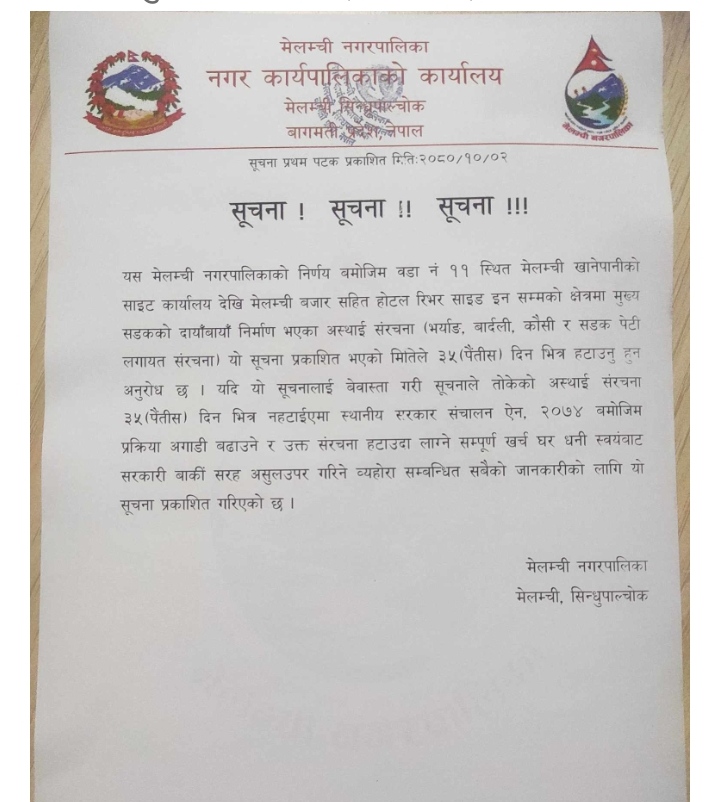 मेलम्ची नगरपालिका
नगर कार्यपालिकाको कार्यालय
मेलम्ची सिन्धुपाल्चोक
बागमती प्रदेश, नेपाल
मेलम्ची नगरपालिका
सूचना प्रथम पटक प्रकाशित मिति:२०८०/१०/०२
सूचना ! सूचना !! सूचना !!!
यस मेलम्ची नगरपालिकाको निर्णय बमोजिम वडा नं ११ स्थित मेलम्ची खानेपानीको
साइट कार्यालय देखि मेलम्ची बजार सहित होटल रिभर साइड इन सम्मको क्षेत्रमा मुख्य
सडकको दायाँबायाँ निर्माण भएका अस्थाई संरचना (भर्याङ, बार्दली, कौसी र सडक पेटी
लगायत संरचना) यो सूचना प्रकाशित भएको मितिले ३५(पैंतीस) दिन भित्र हटाउनु हुन
अनुरोध छ । यदि यो सूचनालाई बेवास्ता गरी सूचनाले तोकेको अस्थाई संरचना
३५(पैंतीस) दिन भित्र नहटाईएमा स्थानीय सरकार संचालन ऐन, २०७४ बमोजिम
प्रक्रिया अगाडी बढाउने र उक्त संरचना हटाउदा लाग्ने सम्पूर्ण खर्च घर धनी स्वयंबाट
सरकारी बाकीं सरह असुलउपर गरिने व्यहोरा सम्बन्धित सबैको जानकारीको लागि यो
सूचना प्रकाशित गरिएको छ ।
मेलम्ची नगरपालिका
मेलम्ची, सिन्धुपाल्चोक